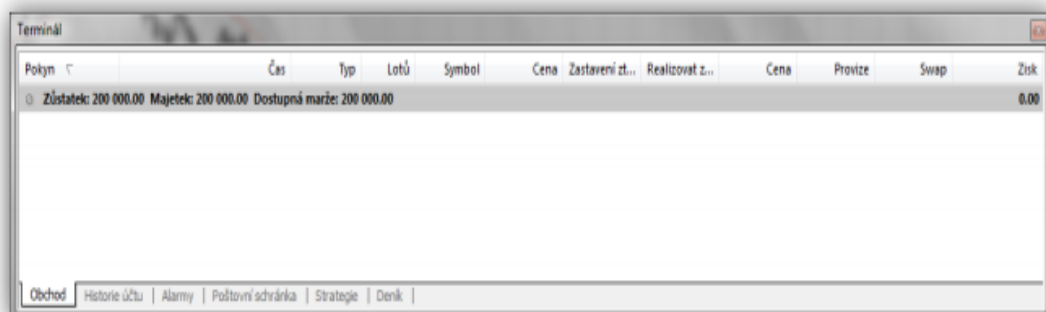 Terminál
Pokyn Čas Typ Lotů Symbol Cena Zastavení zt... Realizovat z... Cena Provize Swap Zisk
Zůstatek: 200 000.00 Majetek: 200 000.00 Dostupná marže: 200 000.00 0.00
Obchod | Historie účtu | Alarmy | Poštovní schránka | Strategie | Deník |